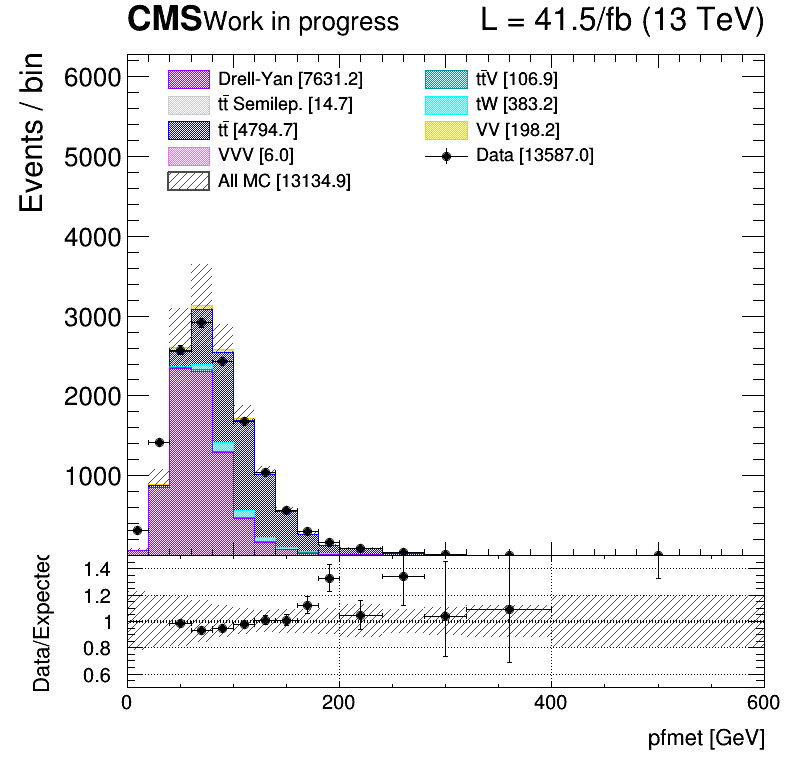 CMS Work in progress L = 41.5/fb (13 TeV)
Events / bin
6000
5000
4000
3000
2000
1000
Drell-Yan [7631.2]
tt̄ Semilep. [14.7]
tt̄ [4794.7]
VVV [6.0]
All MC [13134.9]
tt̄V [106.9]
tW [383.2]
VV [198.2]
Data [13587.0]
Data/Expected
1.4
1.2
1
0.8
0.6
0 200 400 600
pfmet [GeV]